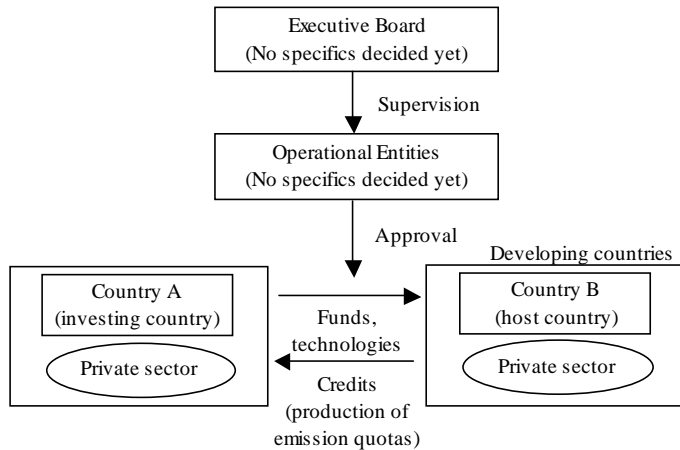 Executive Board
(No specifics decided yet)
Supervision
Operational Entities
(No specifics decided yet)
Approval
Developing countries
Country A
(investing country)
Private sector
Funds,
technologies
Credits
(production of
emission quotas)
Country B
(host country)
Private sector